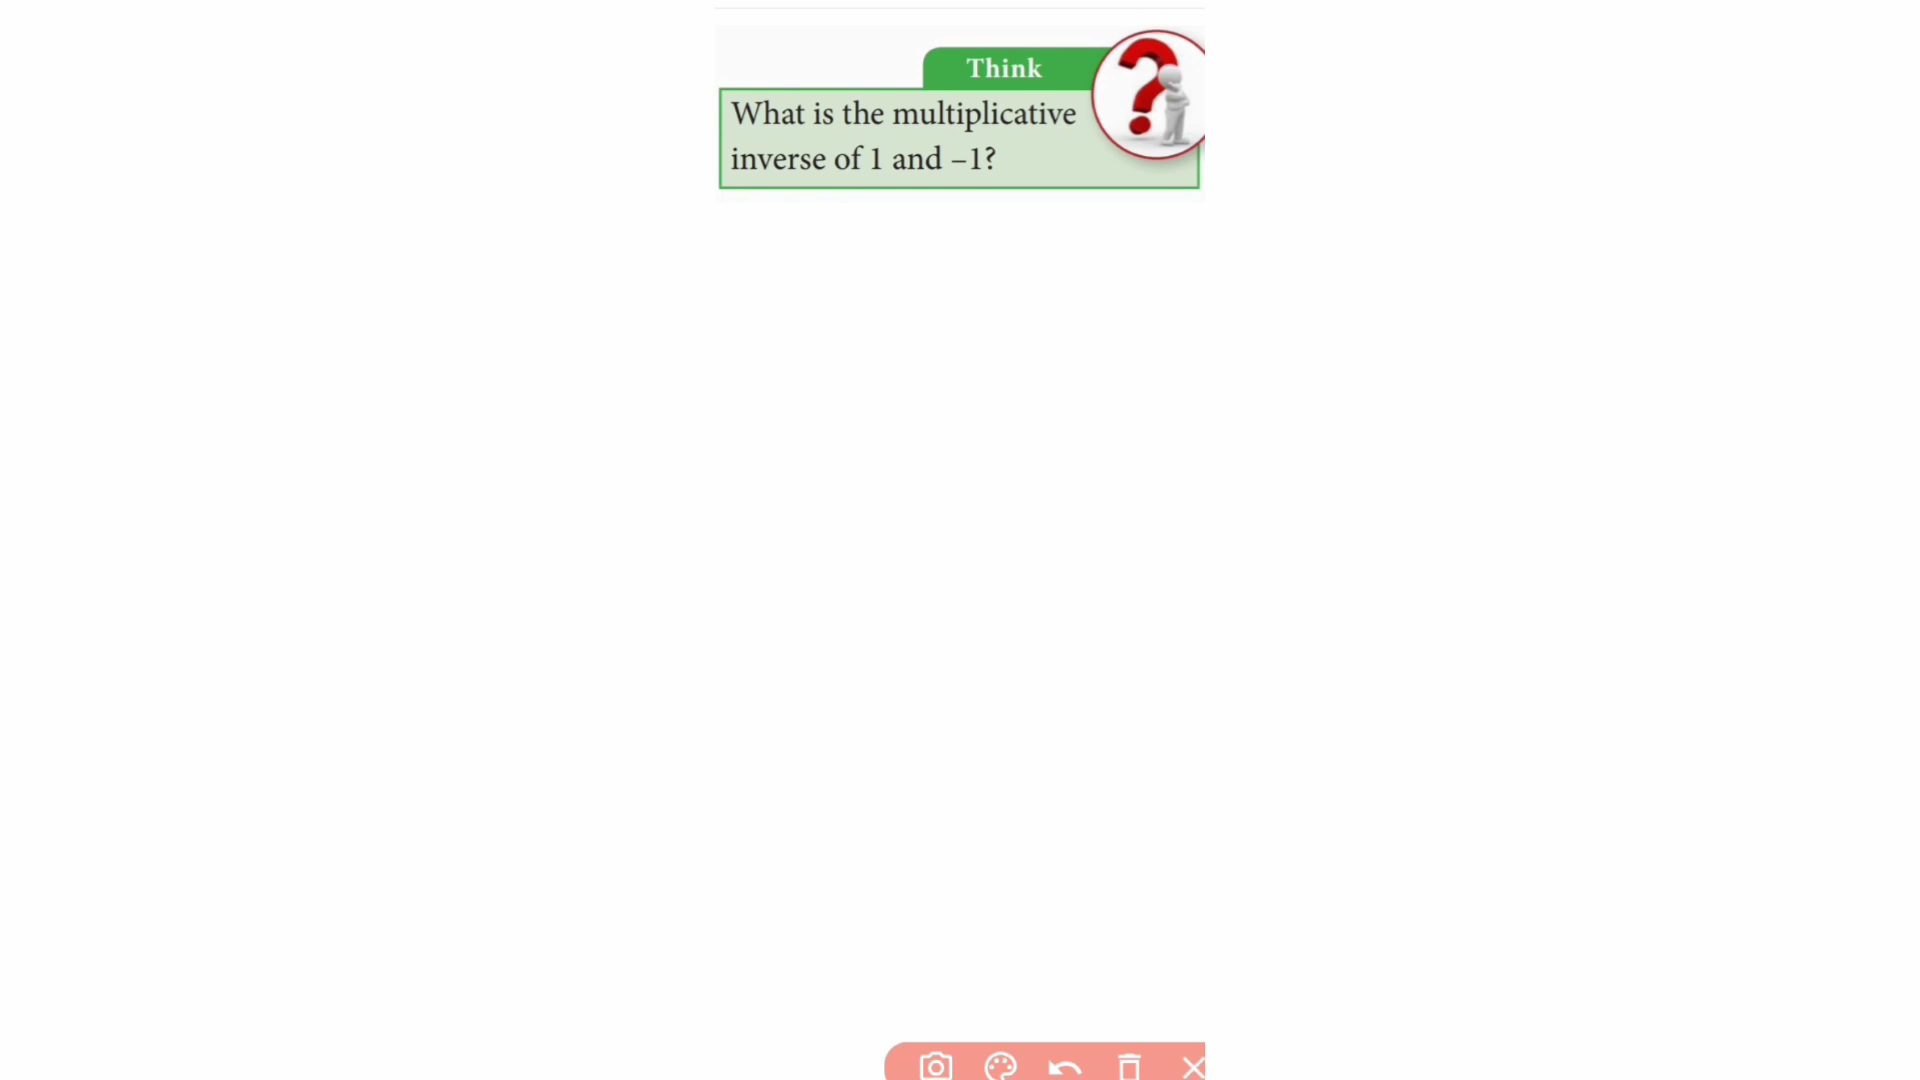 Think
What is the multiplicative
inverse of 1 and –1?